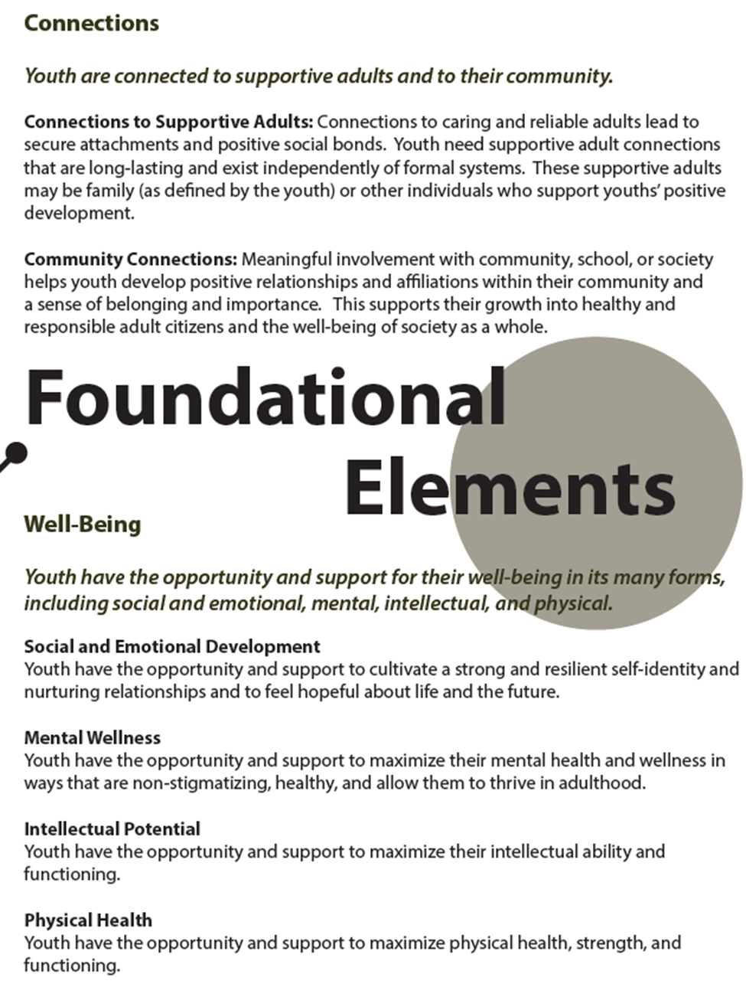 Connections
Youth are connected to supportive adults and to their community.
Connections to Supportive Adults: Connections to caring and reliable adults lead to
secure attachments and positive social bonds.  Youth need supportive adult connections
that are long-lasting and exist independently of formal systems.  These supportive adults
may be family (as defined by the youth) or other individuals who support youths’ positive
development.
Community Connections: Meaningful involvement with community, school, or society
helps youth develop positive relationships and affiliations within their community and
a sense of belonging and importance.   This supports their growth into healthy and
responsible adult citizens and the well-being of society as a whole.
Foundational
Elements
Well-Being
Youth have the opportunity and support for their well-being in its many forms,
including social and emotional, mental, intellectual, and physical.
Social and Emotional Development
Youth have the opportunity and support to cultivate a strong and resilient self-identity and
nurturing relationships and to feel hopeful about life and the future.
Mental Wellness
Youth have the opportunity and support to maximize their mental health and wellness in
ways that are non-stigmatizing, healthy, and allow them to thrive in adulthood.
Intellectual Potential
Youth have the opportunity and support to maximize their intellectual ability and
functioning.
Physical Health
Youth have the opportunity and support to maximize physical health, strength, and
functioning.